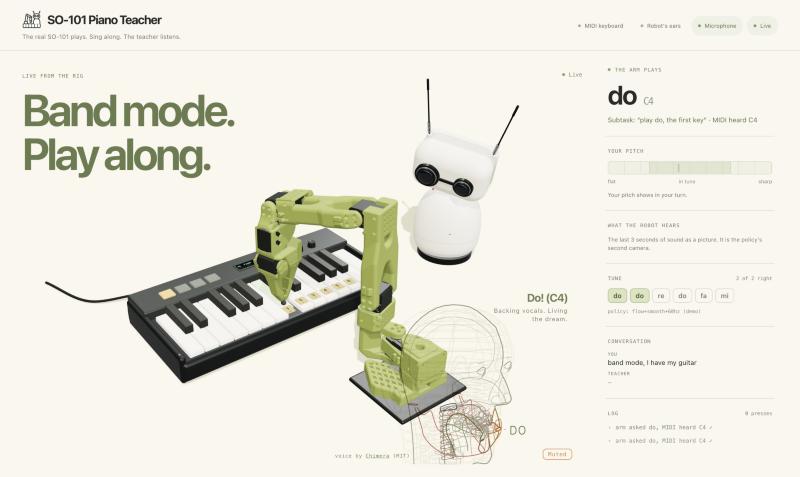 SO-101 Piano Teacher
The real SO-101 plays. Sing along. The teacher listens.
MIDI keyboard
Robot's ears
Microphone
Live
LIVE FROM THE RIG
Live
Band mode.
Play along.
Do! (C4)
Backing vocals. Living
the dream.
DO
voice by Chimera (MIT)
Muted
THE ARM PLAYS
do C4
Subtask: "play do, the first key" · MIDI heard C4
YOUR PITCH
flat in tune sharp
Your pitch shows in your turn.
WHAT THE ROBOT HEARS
The last 3 seconds of sound as a picture. It is the policy's
second camera.
TUNE 2 of 2 right
do do re do fa mi
policy: flow+smooth+60hz (demo)
CONVERSATION
YOU
band mode, I have my guitar
TEACHER
—
LOG 0 presses
· arm asked do, MIDI heard C4 ✓
· arm asked do, MIDI heard C4 ✓